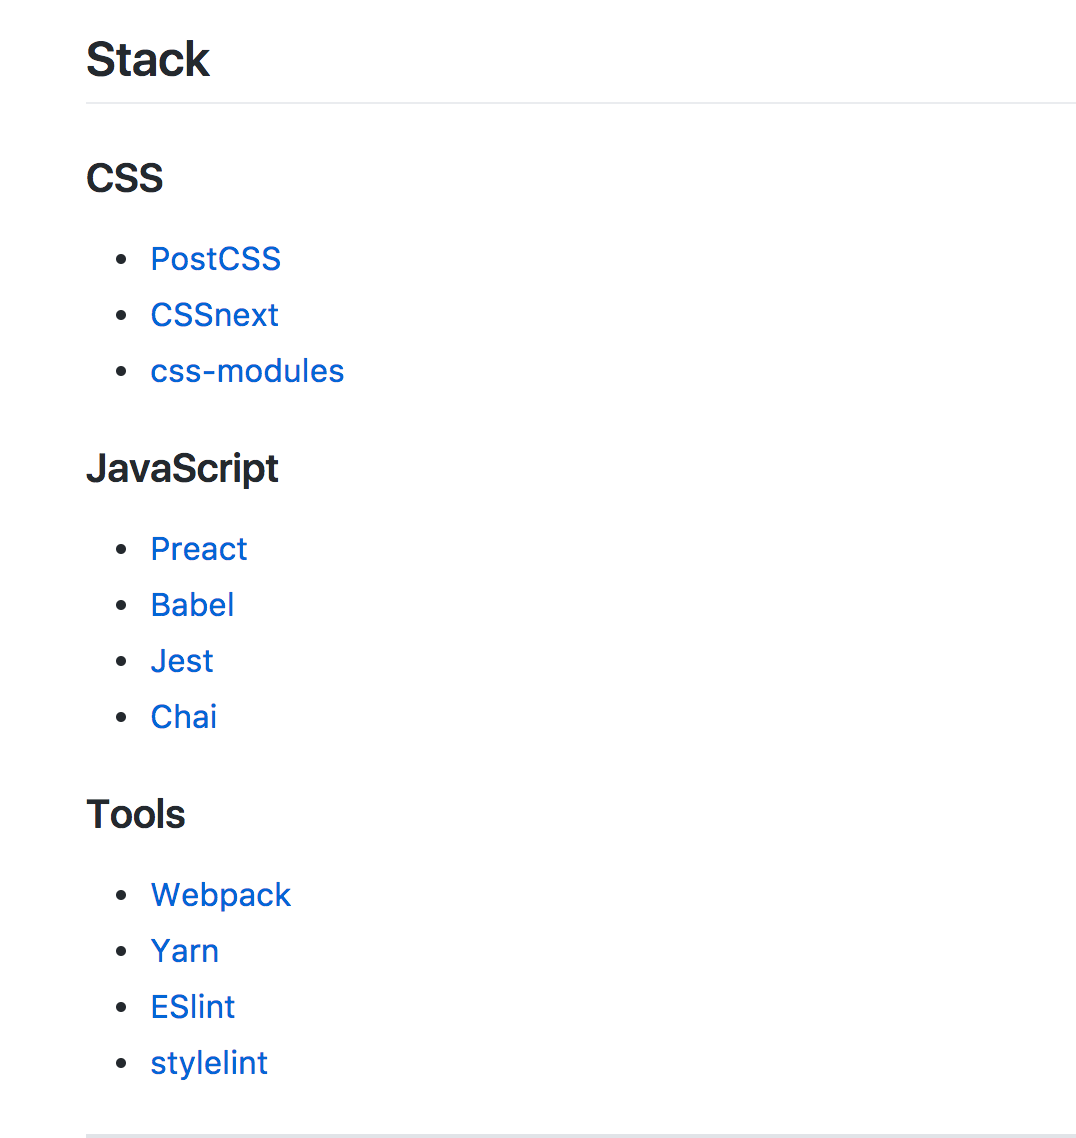 Stack
CSS
PostCSS
CSSnext
css-modules
JavaScript
Preact
Babel
Jest
Chai
Tools
Webpack
Yarn
ESlint
stylelint